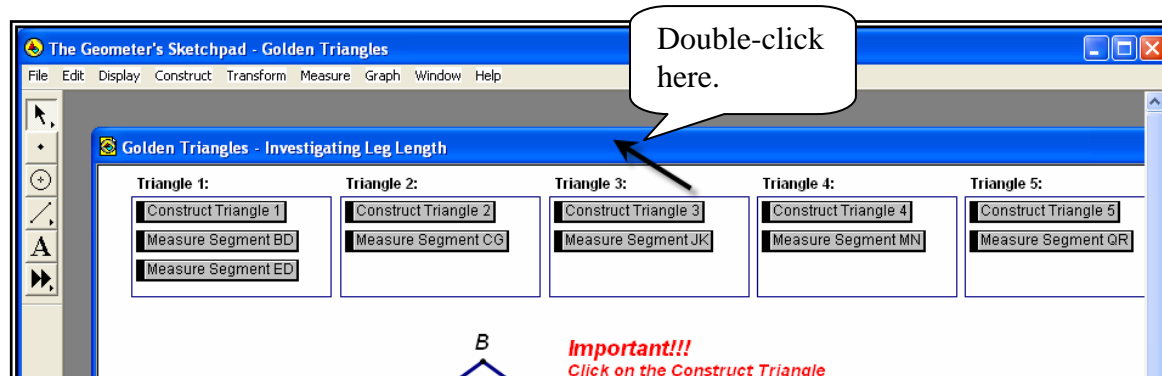 Double-click
here.
The Geometer's Sketchpad - Golden Triangles
File Edit Display Construct Transform Measure Graph Window Help
Golden Triangles - Investigating Leg Length
Triangle 1: Triangle 2: Triangle 3: Triangle 4: Triangle 5:
Construct Triangle 1 Construct Triangle 2 Construct Triangle 3 Construct Triangle 4 Construct Triangle 5
Measure Segment BD Measure Segment CG Measure Segment JK Measure Segment MN Measure Segment QR
Measure Segment ED
A
B
Important!!!
Click on the Construct Triangle